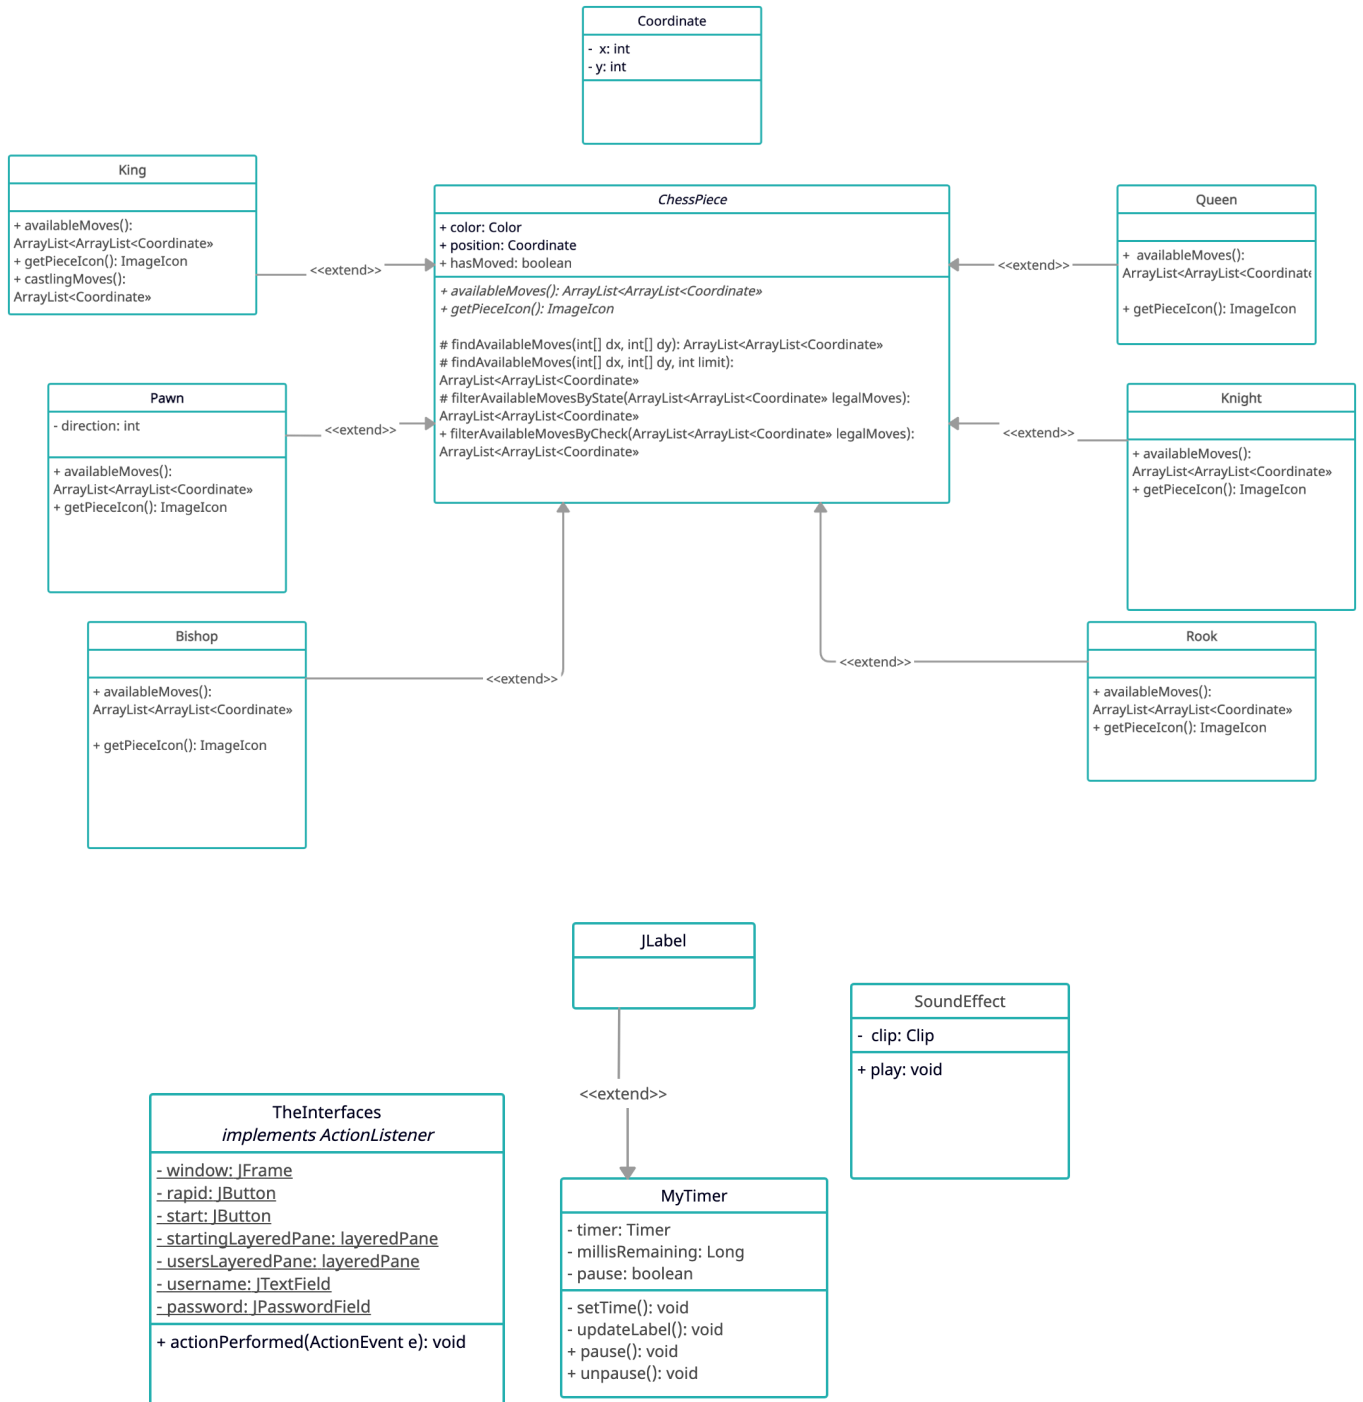 Coordinate
-  x: int
- y: int
King
+ availableMoves():
ArrayList<ArrayList<Coordinate»
+ getPieceIcon(): ImageIcon
+ castlingMoves():
ArrayList<Coordinate»
<<extend>>
ChessPiece
+ color: Color
+ position: Coordinate
+ hasMoved: boolean
+ availableMoves(): ArrayList<ArrayList<Coordinate»
+ getPieceIcon(): ImageIcon
# findAvailableMoves(int[] dx, int[] dy): ArrayList<ArrayList<Coordinate»
# findAvailableMoves(int[] dx, int[] dy, int limit):
ArrayList<ArrayList<Coordinate»
# filterAvailableMovesByState(ArrayList<ArrayList<Coordinate» legalMoves):
ArrayList<ArrayList<Coordinate»
+ filterAvailableMovesByCheck(ArrayList<ArrayList<Coordinate» legalMoves):
ArrayList<ArrayList<Coordinate»
<<extend>>
Queen
+  availableMoves():
ArrayList<ArrayList<Coordinate
+ getPieceIcon(): ImageIcon
Pawn
- direction: int
+ availableMoves():
ArrayList<ArrayList<Coordinate»
+ getPieceIcon(): ImageIcon
<<extend>>
<<extend>>
Knight
+ availableMoves():
ArrayList<ArrayList<Coordinate»
+ getPieceIcon(): ImageIcon
Bishop
+ availableMoves():
ArrayList<ArrayList<Coordinate»
+ getPieceIcon(): ImageIcon
<<extend>>
<<extend>>
Rook
+ availableMoves():
ArrayList<ArrayList<Coordinate»
+ getPieceIcon(): ImageIcon
JLabel
<<extend>>
SoundEffect
-  clip: Clip
+ play: void
TheInterfaces
implements ActionListener
- window: JFrame
- rapid: JButton
- start: JButton
- startingLayeredPane: layeredPane
- usersLayeredPane: layeredPane
- username: JTextField
- password: JPasswordField
+ actionPerformed(ActionEvent e): void
MyTimer
- timer: Timer
- millisRemaining: Long
- pause: boolean
- setTime(): void
- updateLabel(): void
+ pause(): void
+ unpause(): void